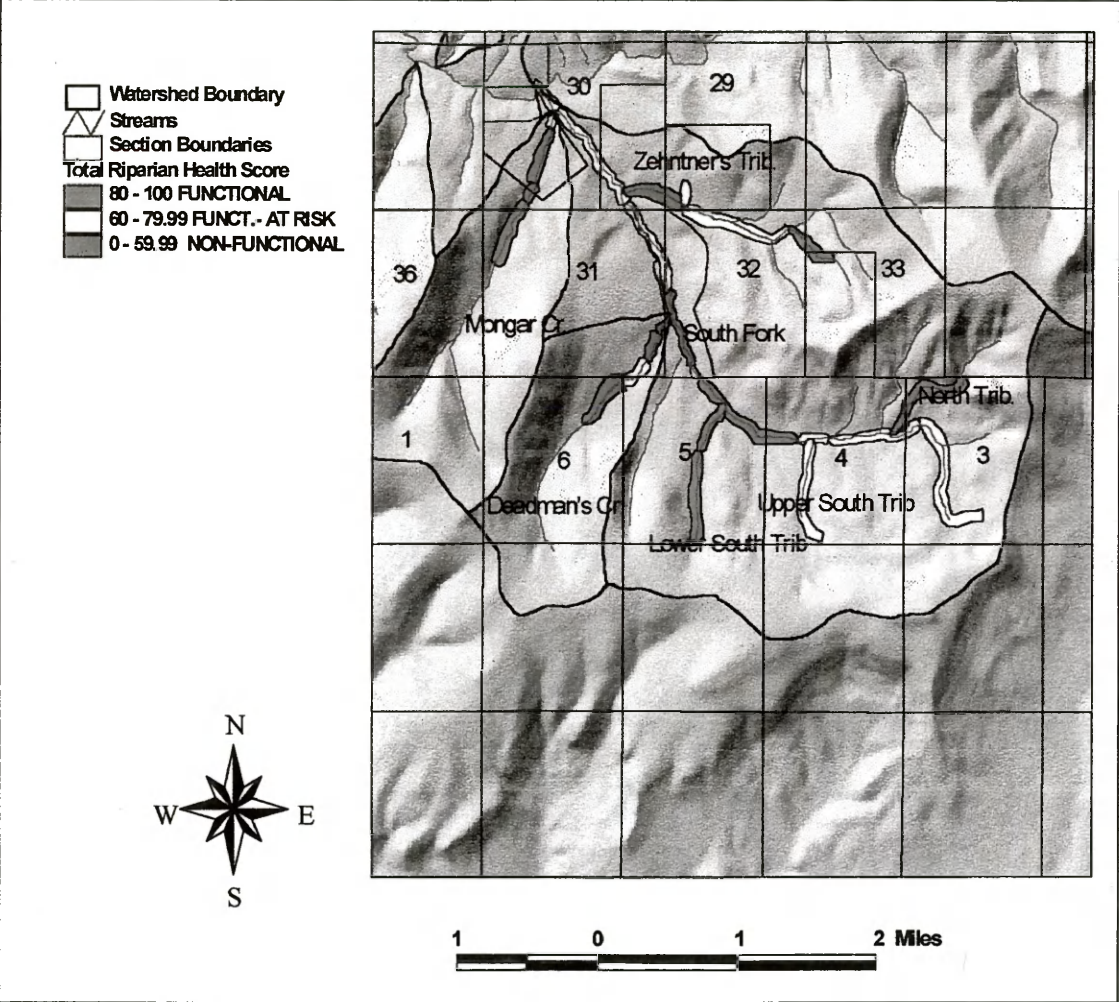 Watershed Boundary
Streams
Section Boundaries
Total Riparian Health Score
80 - 100 FUNCTIONAL
60 - 79.99 FUNCT.- AT RISK
0 - 59.99 NON-FUNCTIONAL
30
29
Zehntner's Trib.
36
31
32
33
Mongar Cr.
South Fork
North Trib.
1
6
5
4
3
Deadman's Cr.
Upper South Trib
Lower South Trib
N
W
E
S
1 0 1 2 Miles